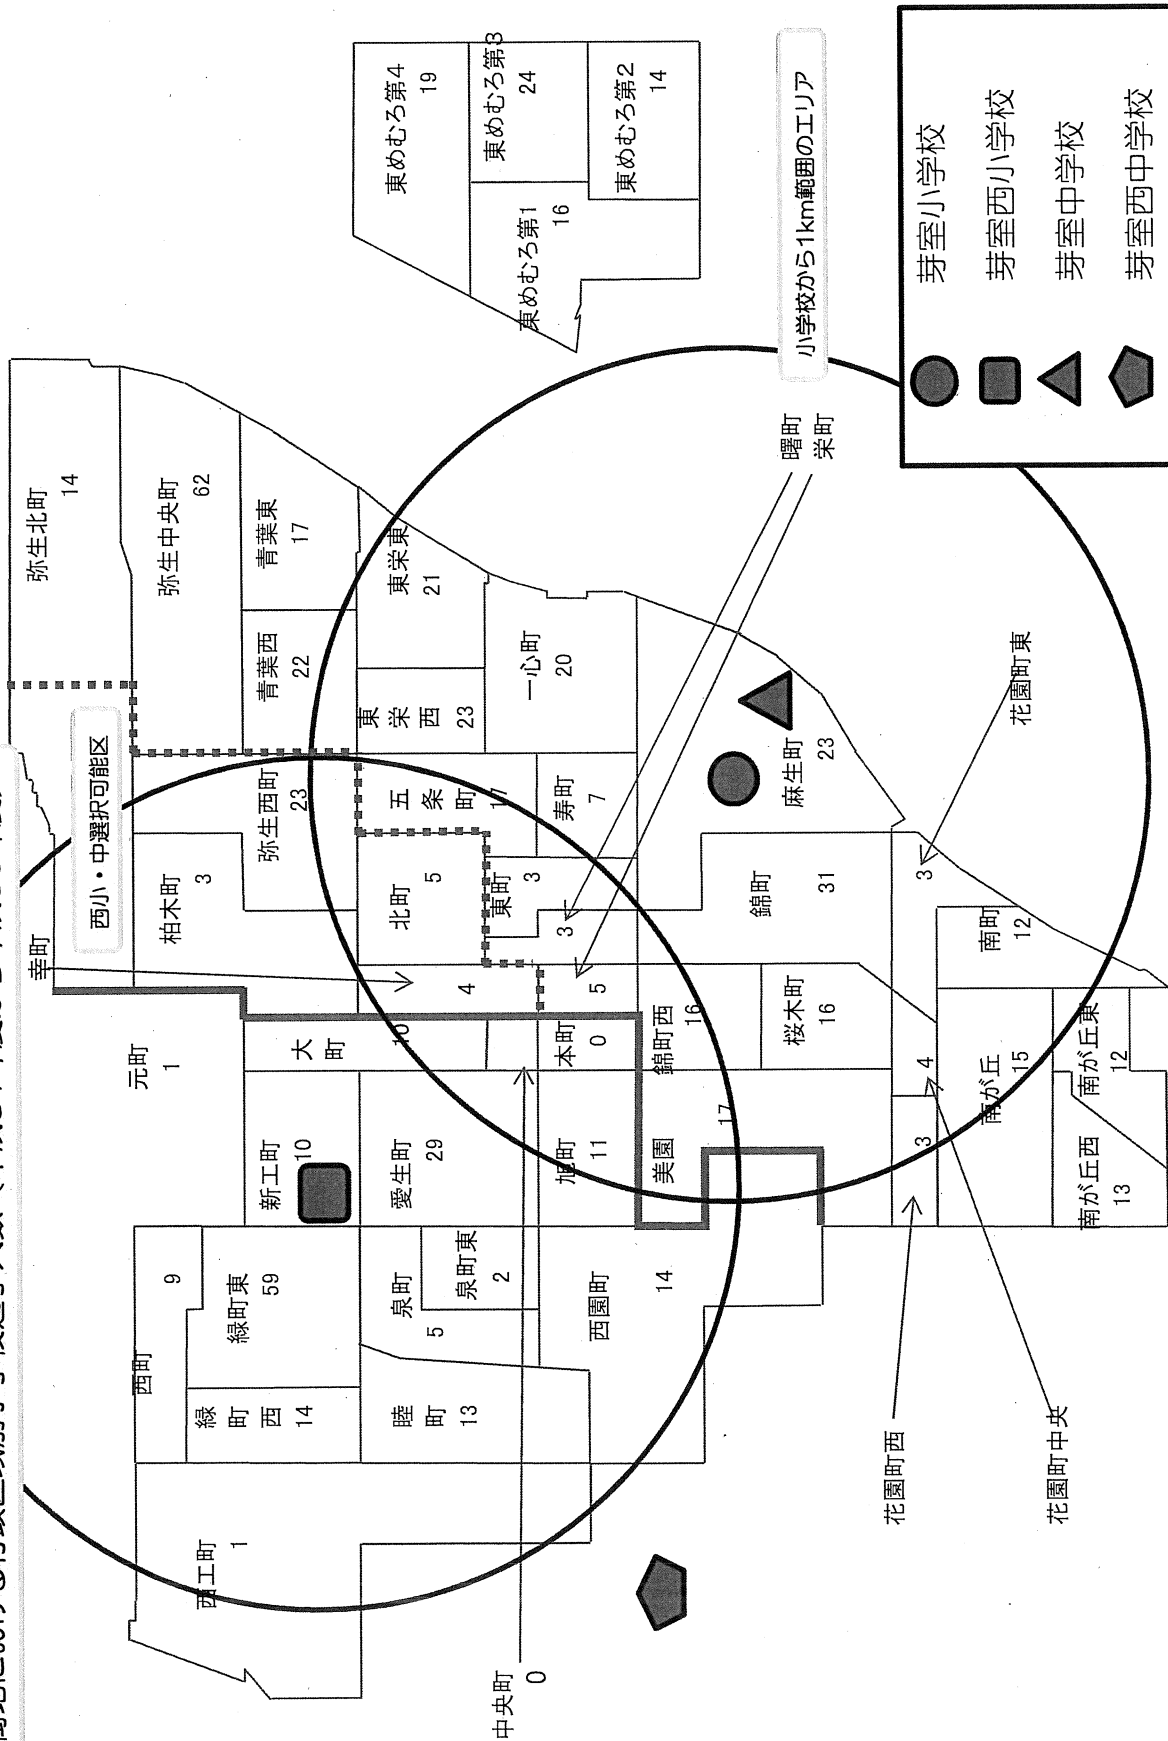 西小・中選択可能区
小学校から1km範囲のエリア
弥生北町
14
弥生中央町
62
青葉東
17
青葉西
22
東栄東
21
東栄西
23
一心町
20
弥生西町
23
五条町
17
寿町
7
柏木町
3
北町
5
東町
3
幸町
4
曙町
3
栄町
5
麻生町
23
錦町
31
錦町西
16
桜木町
16
元町
1
大町
10
本町
0
中央町
0
新工町
10
愛生町
29
旭町
11
美園
17
西町
9
緑町東
59
緑町西
14
泉町
5
泉町東
2
睦町
13
西園町
14
西工町
1
花園町東
3
花園町中央
4
花園町西
3
南町
12
南が丘
15
南が丘東
12
南が丘西
13
東めむろ第4
19
東めむろ第3
24
東めむろ第2
14
東めむろ第1
16
芽室小学校
芽室西小学校
芽室中学校
芽室西中学校